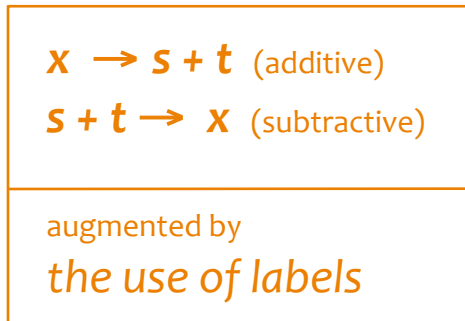 x → s + t (additive)
s + t → x (subtractive)
augmented by
the use of labels